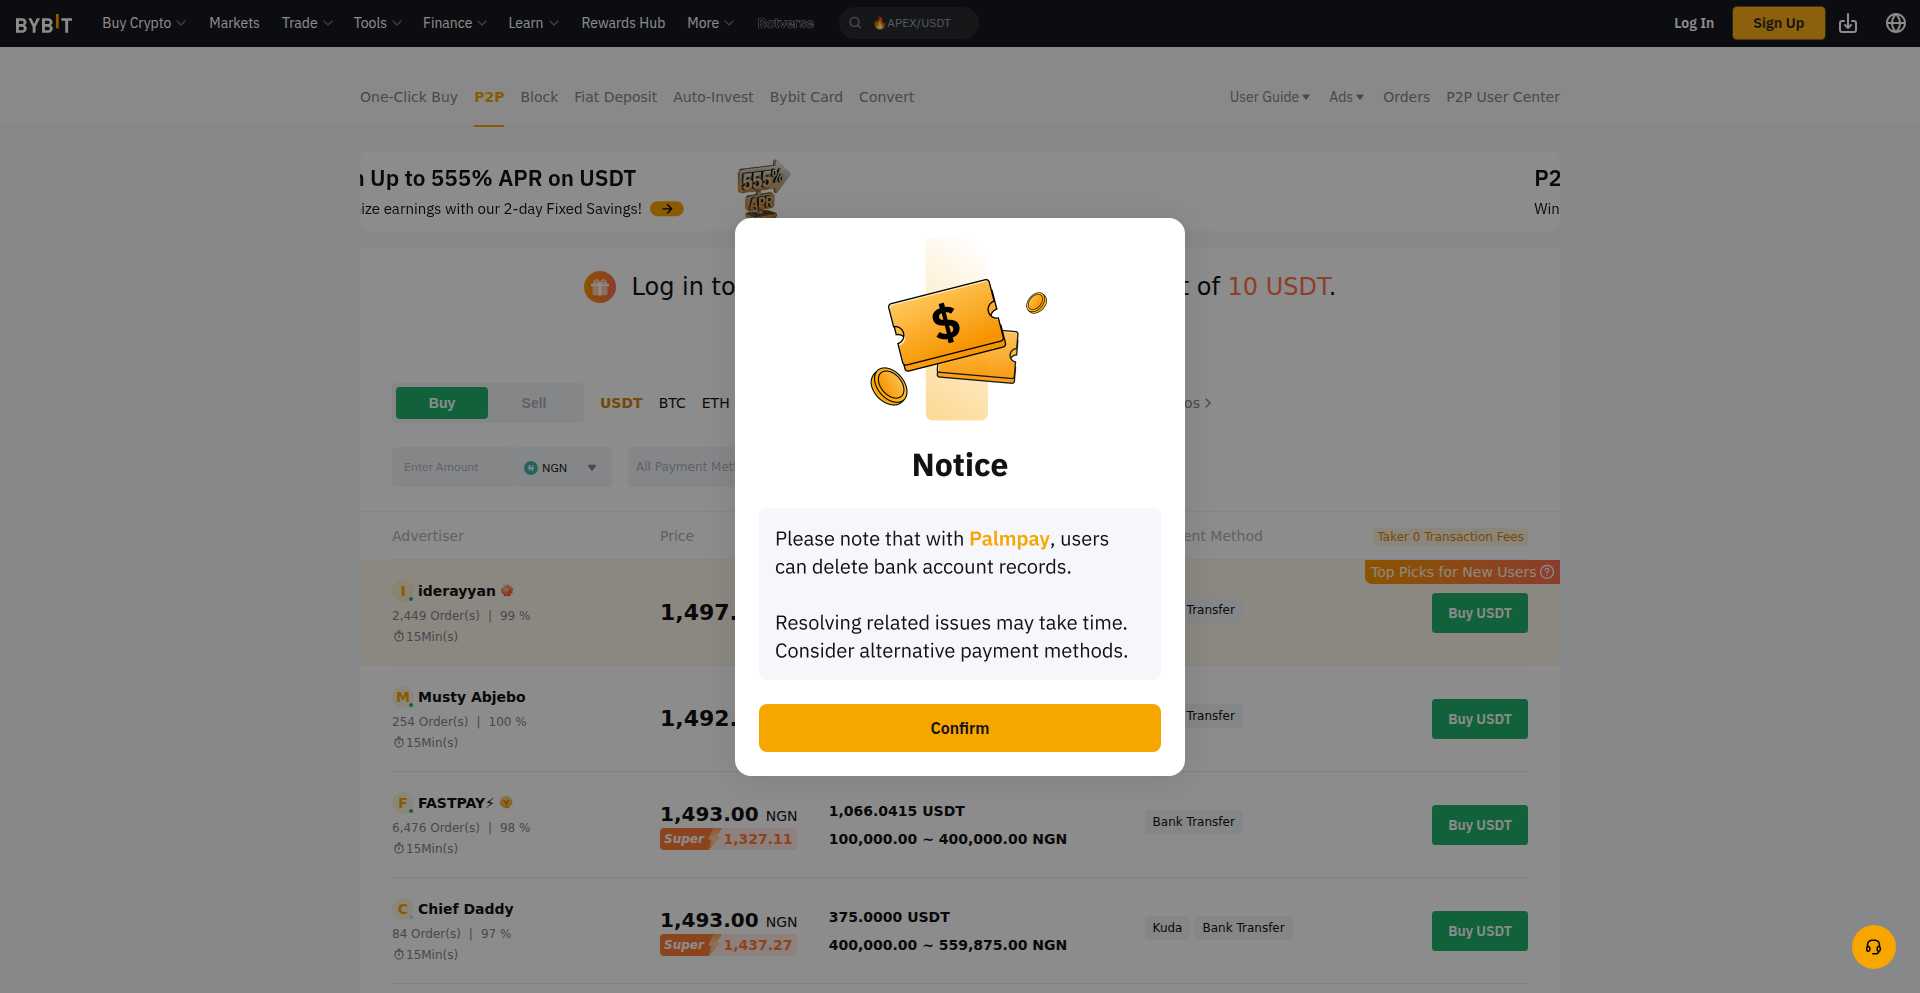 BYBIT Buy Crypto Markets Trade Tools Finance Learn Rewards Hub More Botverse APEX/USDT Log In Sign Up
One-Click Buy P2P Block Fiat Deposit Auto-Invest Bybit Card Convert User Guide Ads Orders P2P User Center
Up to 555% APR on USDT
ize earnings with our 2-day Fixed Savings!
555%
APR
P2
Win
Log in to
of 10 USDT.
Buy Sell USDT BTC ETH
os
Enter Amount NGN All Payment Met
$
Notice
Please note that with Palmpay, users
can delete bank account records.
Resolving related issues may take time.
Consider alternative payment methods.
Confirm
Advertiser Price ent Method Taker 0 Transaction Fees
Top Picks for New Users
I iderayyan
2,449 Order(s) | 99 %
15Min(s)
1,497.
Transfer
Buy USDT
M Musty Abjebo
254 Order(s) | 100 %
15Min(s)
1,492.
Transfer
Buy USDT
F FASTPAY⚡
6,476 Order(s) | 98 %
15Min(s)
1,493.00 NGN
Super 1,327.11
1,066.0415 USDT
100,000.00 ~ 400,000.00 NGN
Bank Transfer
Buy USDT
C Chief Daddy
84 Order(s) | 97 %
15Min(s)
1,493.00 NGN
Super 1,437.27
375.0000 USDT
400,000.00 ~ 559,875.00 NGN
Kuda Bank Transfer
Buy USDT